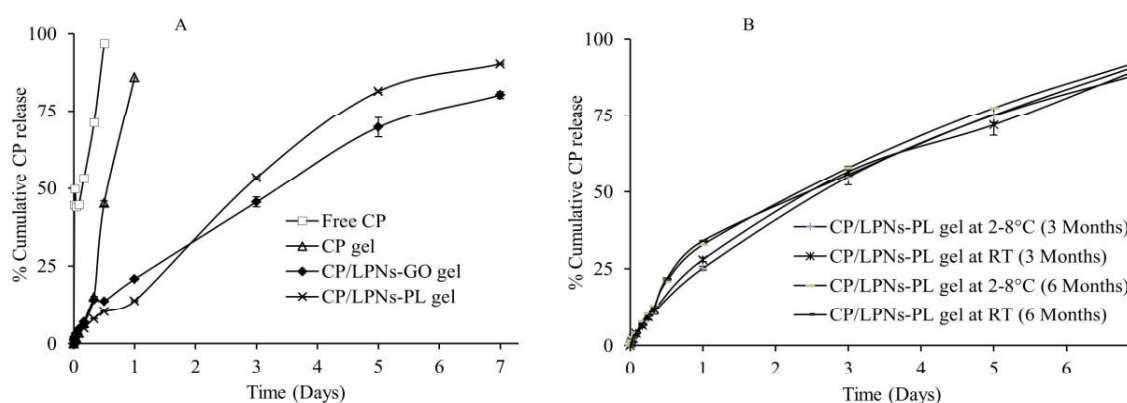 A
% Cumulative CP release
100
75
50
25
0
0 1 3 5 7
Time (Days)
Free CP
CP gel
CP/LPNs-GO gel
CP/LPNs-PL gel
B
% Cumulative CP release
100
75
50
25
0
0 1 2 3 4 5 6
Time (Days)
CP/LPNs-PL gel at 2-8°C (3 Months)
CP/LPNs-PL gel at RT (3 Months)
CP/LPNs-PL gel at 2-8°C (6 Months)
CP/LPNs-PL gel at RT (6 Months)